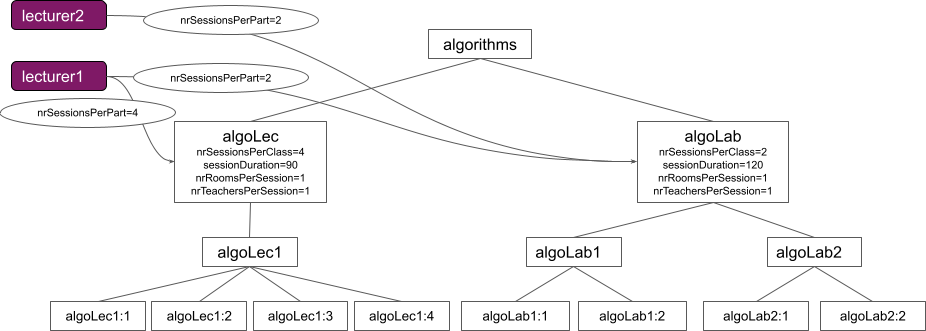 lecturer2
nrSessionsPerPart=2
algorithms
lecturer1
nrSessionsPerPart=2
nrSessionsPerPart=4
algoLec
nrSessionsPerClass=4
sessionDuration=90
nrRoomsPerSession=1
nrTeachersPerSession=1
algoLab
nrSessionsPerClass=2
sessionDuration=120
nrRoomsPerSession=1
nrTeachersPerSession=1
algoLec1
algoLab1
algoLab2
algoLec1:1
algoLec1:2
algoLec1:3
algoLec1:4
algoLab1:1
algoLab1:2
algoLab2:1
algoLab2:2